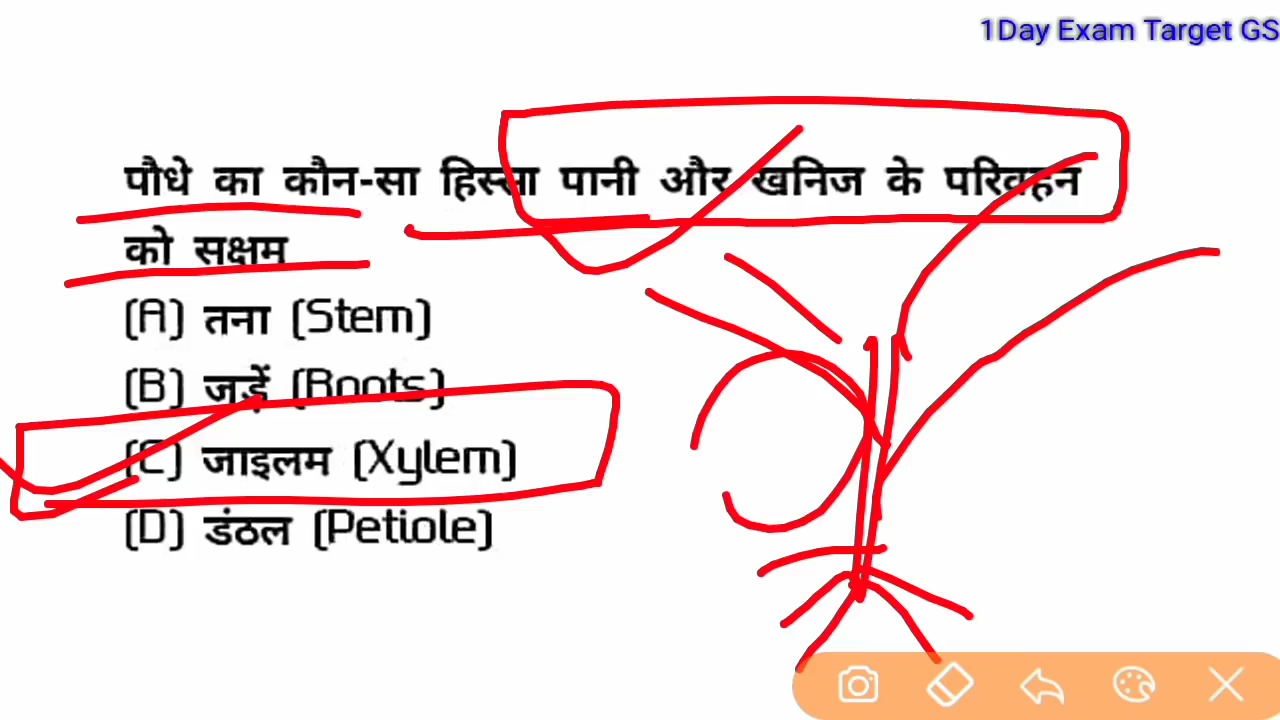 1Day Exam Target GS
पौधे का कौन-सा हिस्सा पानी और खनिज के परिवहन
को सक्षम
(A) तना (Stem)
(B) जड़ें (Roots)
(C) जाइलम (Xylem)
(D) डंठल (Petiole)